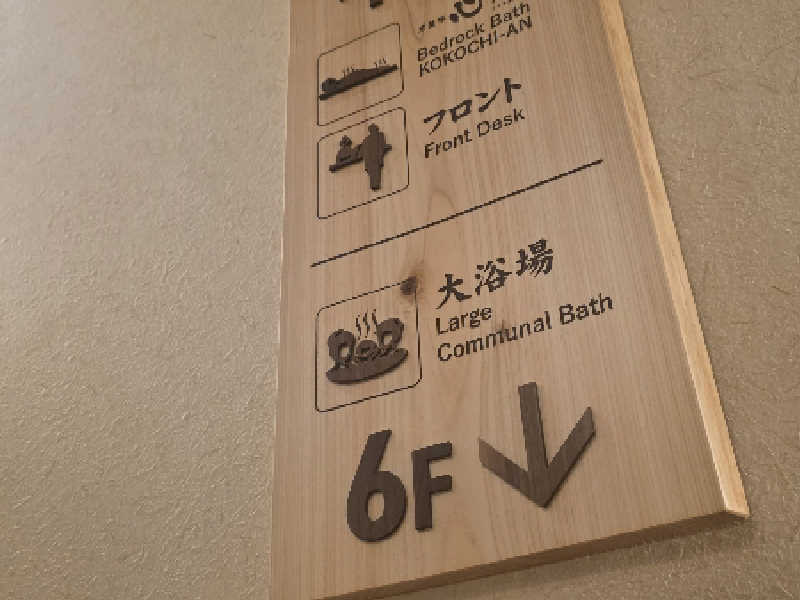 Bedrock Bath
KOKOCHI-AN
フロント
Front Desk
大浴場
Large
Communal Bath
6F